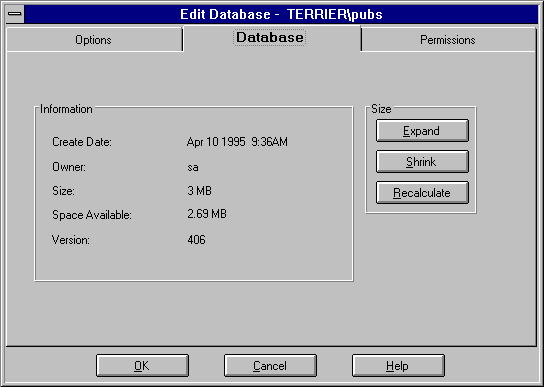 Edit Database -  TERRIER\pubs
Options
Database
Permissions
Information
Create Date: Apr 10 1995  9:36AM
Owner: sa
Size: 3 MB
Space Available: 2.69 MB
Version: 406
Size
Expand
Shrink
Recalculate
OK
Cancel
Help